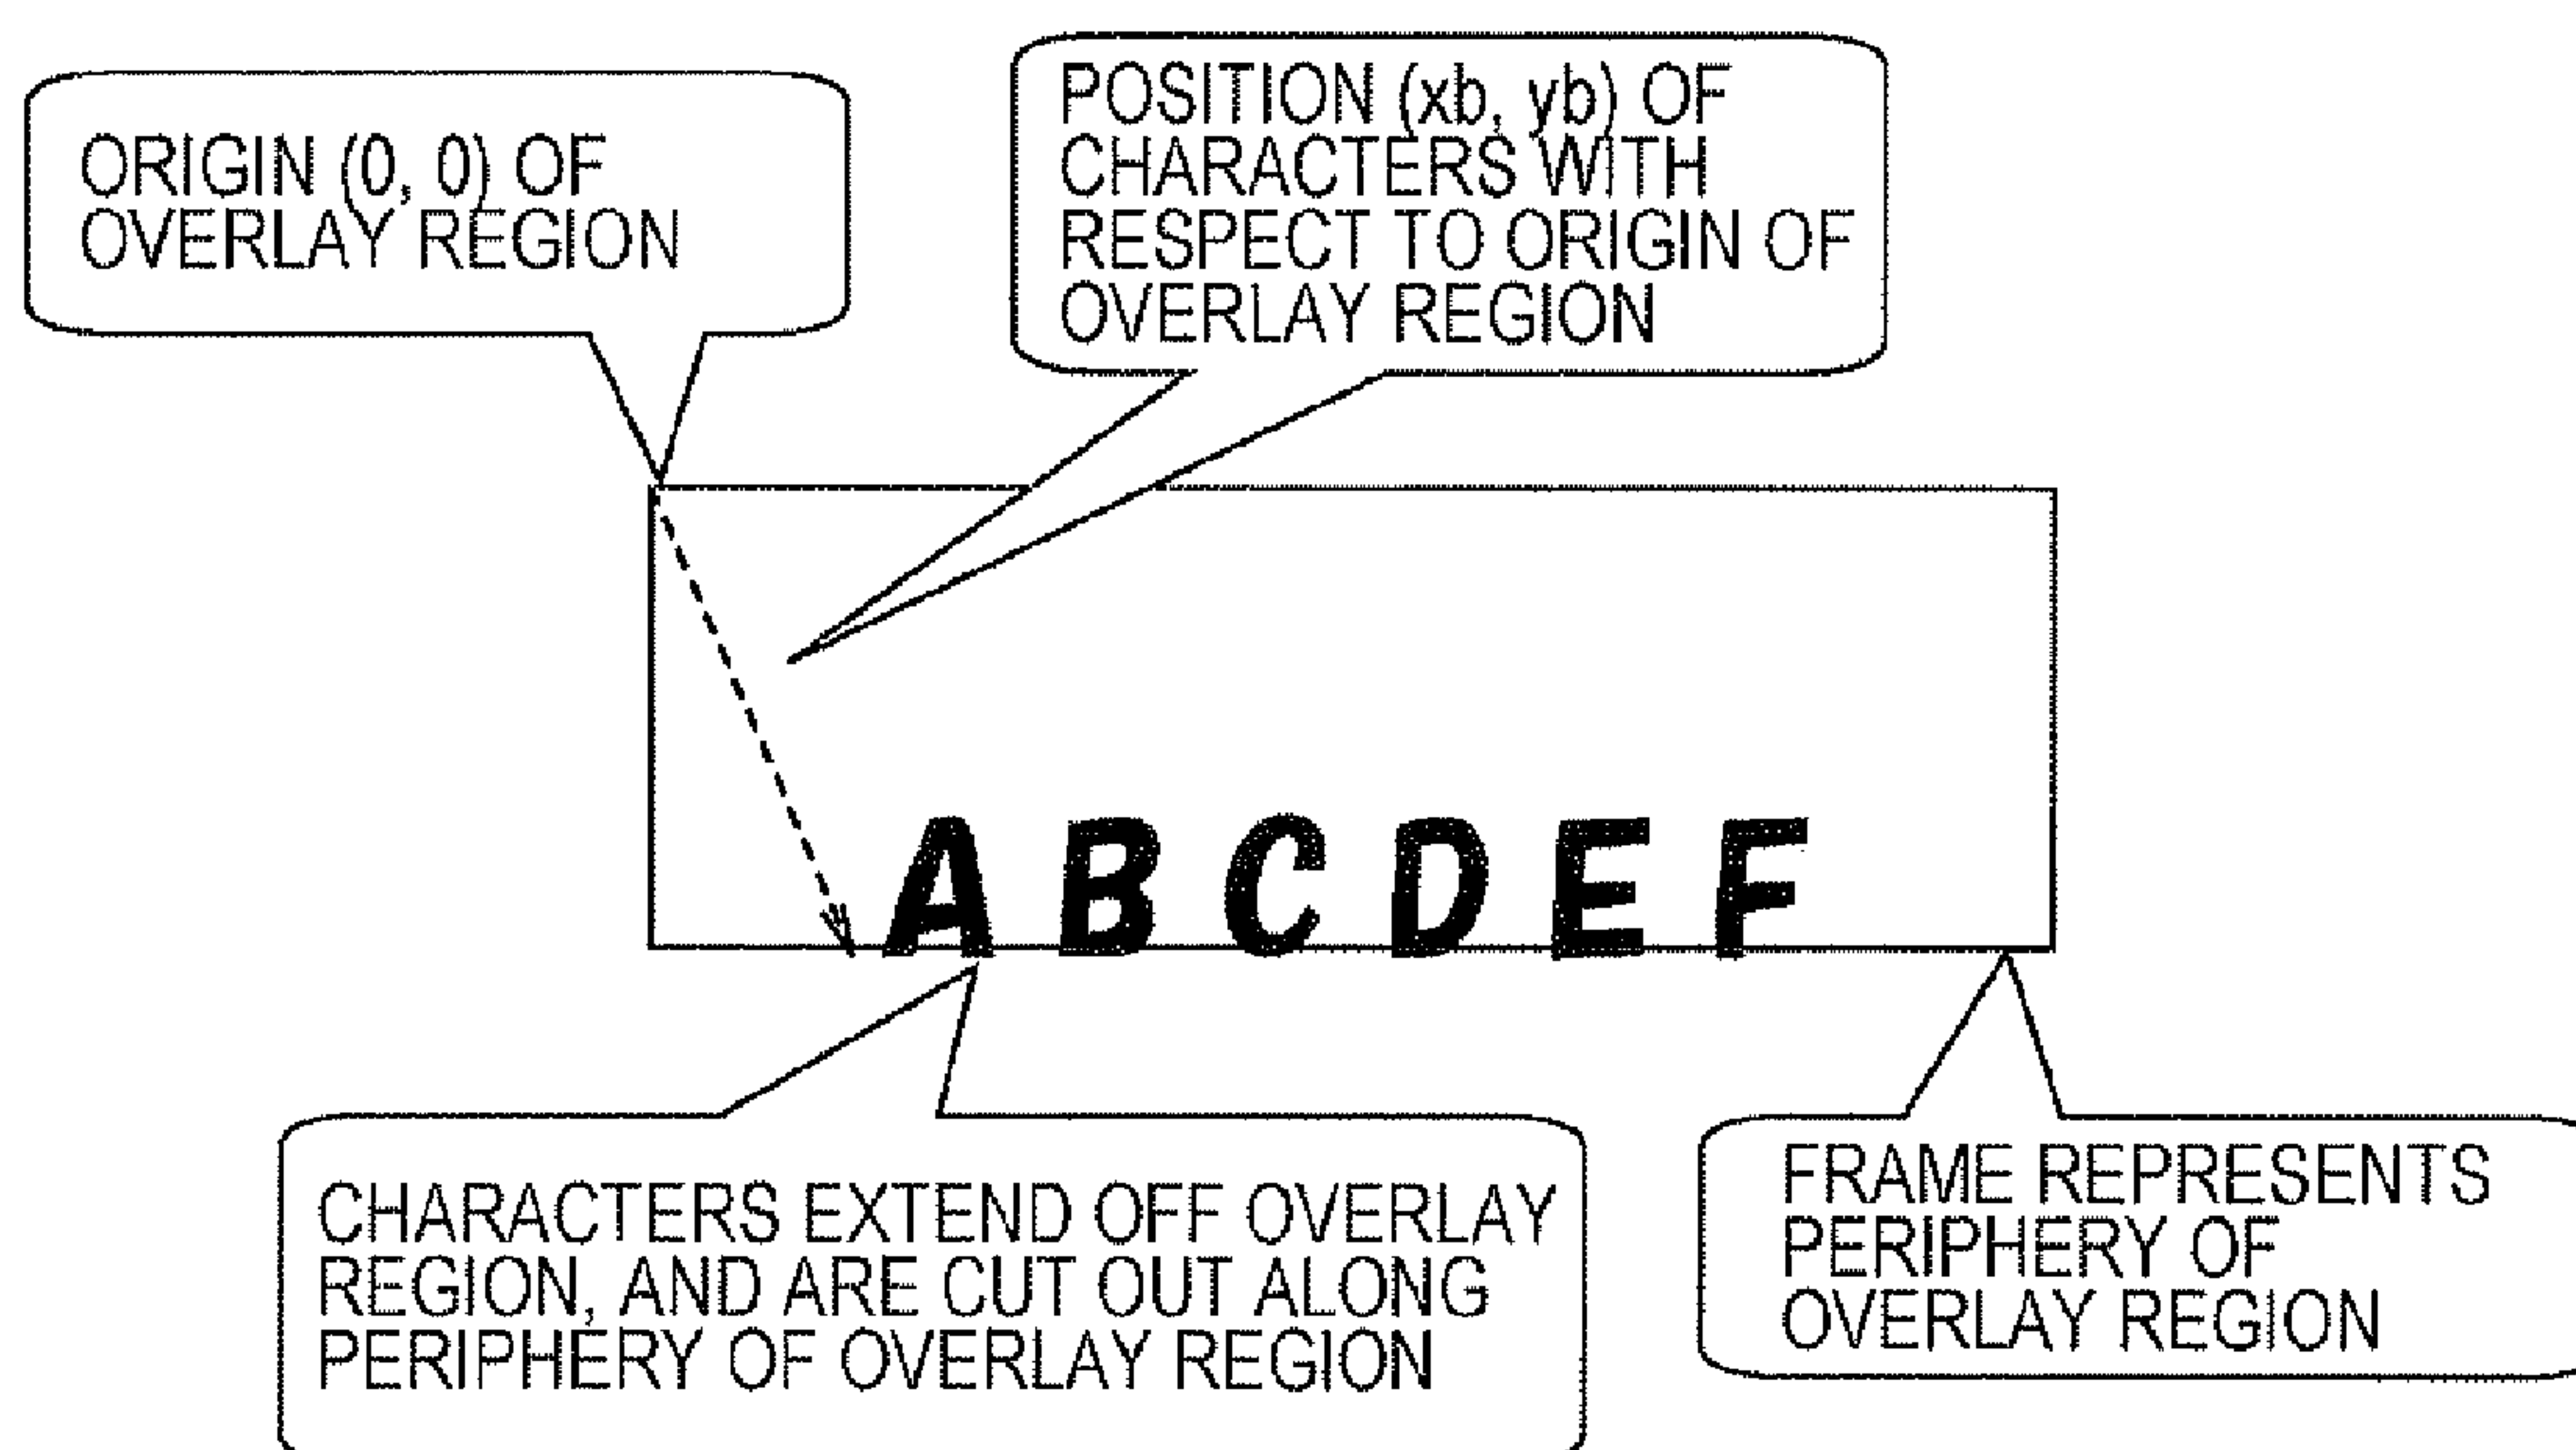 ORIGIN (0, 0) OF
OVERLAY REGION
POSITION (xb, yb) OF
CHARACTERS WITH
RESPECT TO ORIGIN OF
OVERLAY REGION
A B C D E F
CHARACTERS EXTEND OFF OVERLAY
REGION, AND ARE CUT OUT ALONG
PERIPHERY OF OVERLAY REGION
FRAME REPRESENTS
PERIPHERY OF
OVERLAY REGION